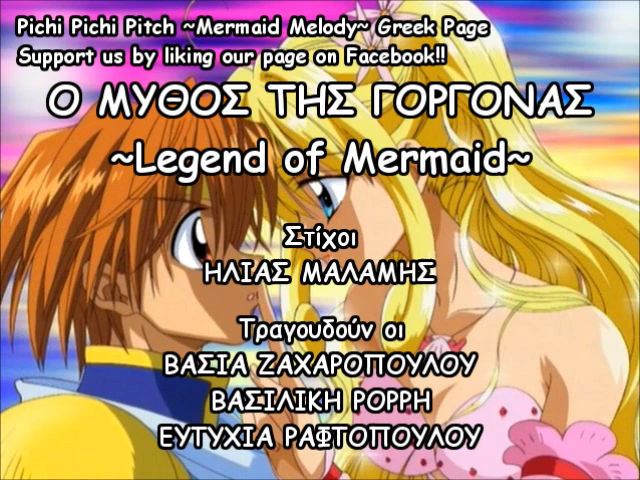 Pichi Pichi Pitch ~Mermaid Melody~ Greek Page
Support us by liking our page on Facebook!!
Ο ΜΥΘΟΣ ΤΗΣ ΓΟΡΓΟΝΑΣ
~Legend of Mermaid~
Στίχοι
ΗΛΙΑΣ ΜΑΛΑΜΗΣ
Τραγουδούν οι
ΒΑΣΙΑ ΖΑΧΑΡΟΠΟΥΛΟΥ
ΒΑΣΙΛΙΚΗ ΡΟΡΡΗ
ΕΥΤΥΧΙΑ ΡΑΦΤΟΠΟΥΛΟΥ